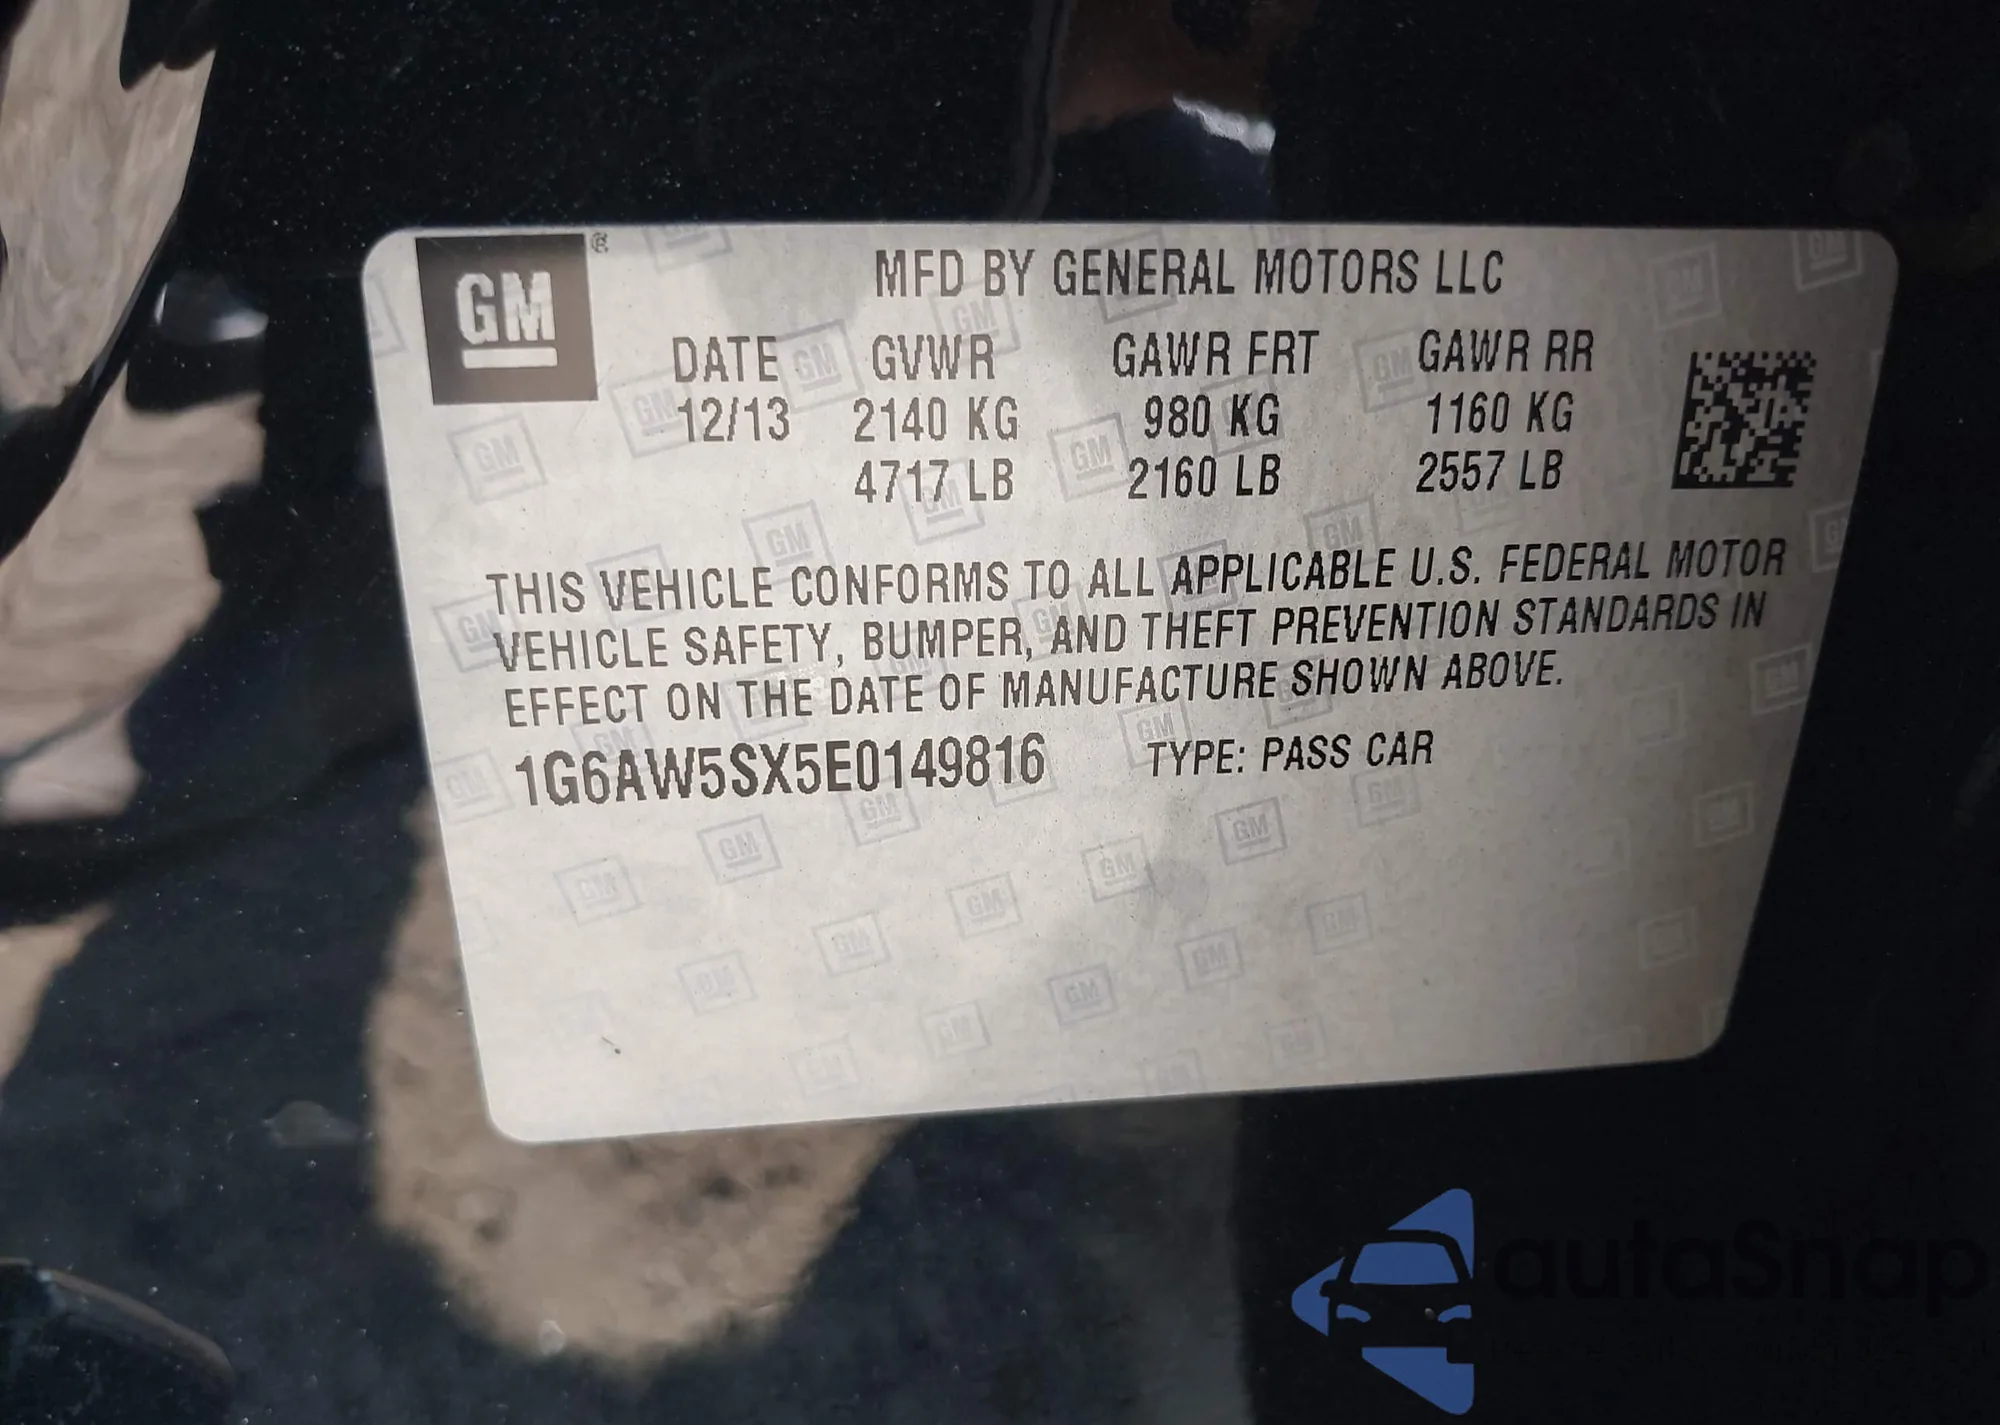 GM ®
MFD BY GENERAL MOTORS LLC
DATE GVWR GAWR FRT GAWR RR
12/13 2140 KG 980 KG 1160 KG
4717 LB 2160 LB 2557 LB
THIS VEHICLE CONFORMS TO ALL APPLICABLE U.S. FEDERAL MOTOR
VEHICLE SAFETY, BUMPER, AND THEFT PREVENTION STANDARDS IN
EFFECT ON THE DATE OF MANUFACTURE SHOWN ABOVE.
1G6AW5SX5E0149816 TYPE: PASS CAR
autaSnap